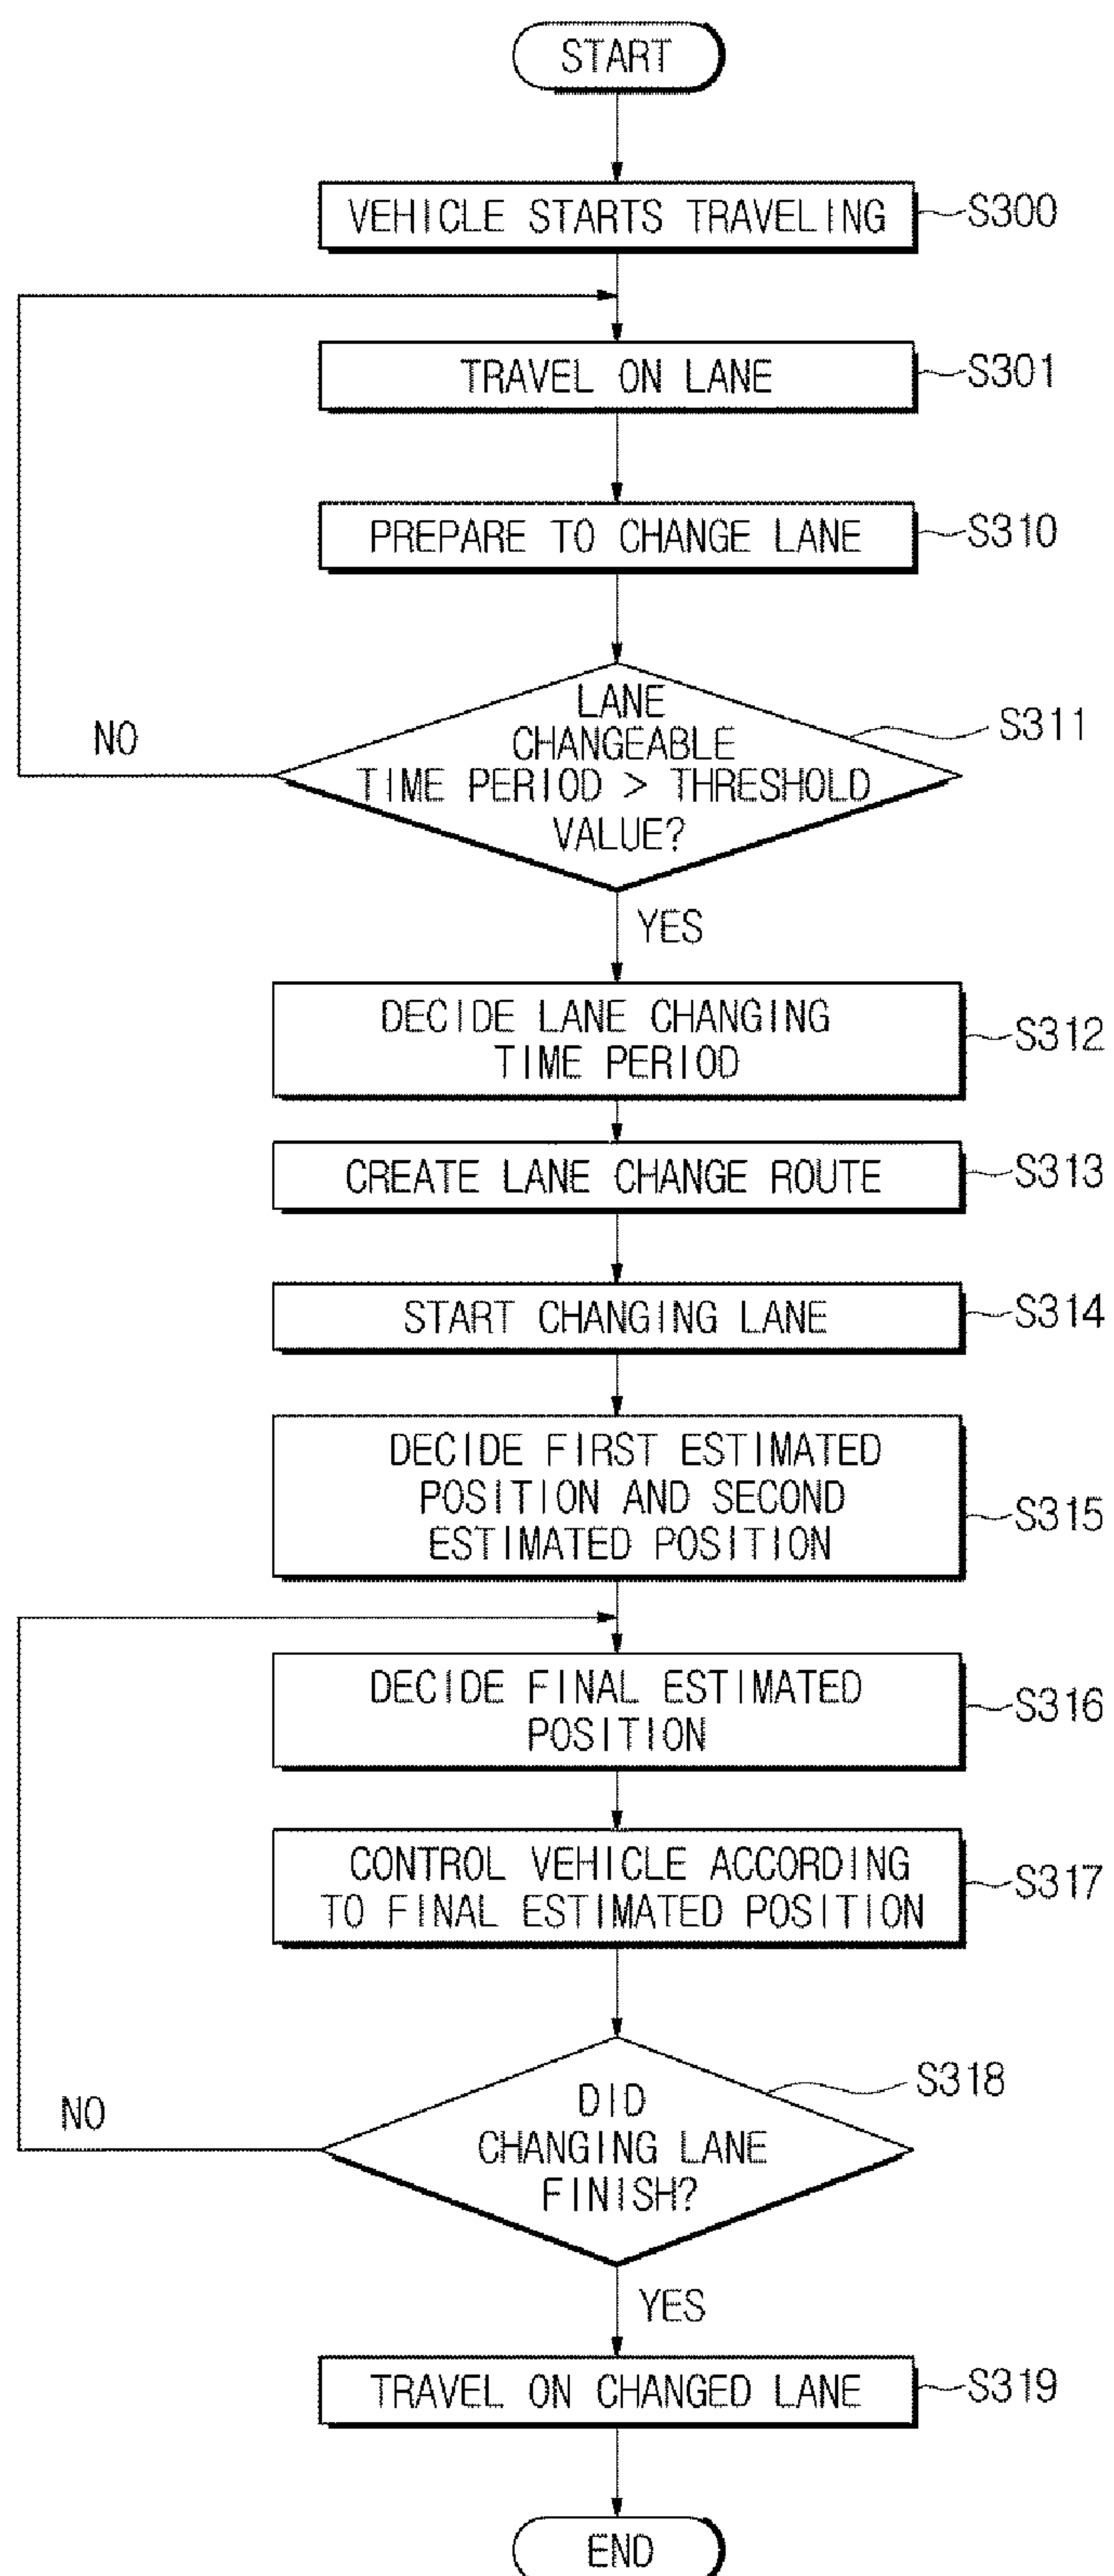 START
VEHICLE STARTS TRAVELING
S300
TRAVEL ON LANE
S301
PREPARE TO CHANGE LANE
S310
LANE
CHANGEABLE
TIME PERIOD > THRESHOLD
VALUE?
S311
NO
YES
DECIDE LANE CHANGING
TIME PERIOD
S312
CREATE LANE CHANGE ROUTE
S313
START CHANGING LANE
S314
DECIDE FIRST ESTIMATED
POSITION AND SECOND
ESTIMATED POSITION
S315
DECIDE FINAL ESTIMATED
POSITION
S316
CONTROL VEHICLE ACCORDING
TO FINAL ESTIMATED POSITION
S317
DID
CHANGING LANE
FINISH?
S318
NO
YES
TRAVEL ON CHANGED LANE
S319
END